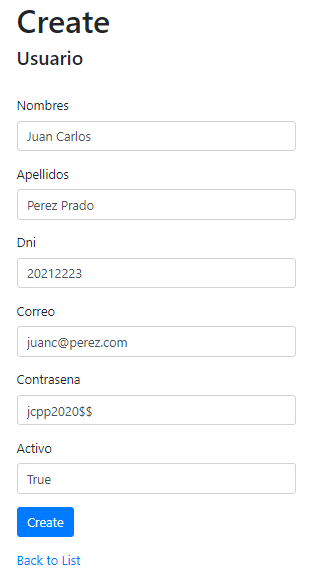 Create
Usuario
Nombres
Juan Carlos
Apellidos
Perez Prado
Dni
20212223
Correo
juanc@perez.com
Contrasena
jcpp2020$$
Activo
True
Create
Back to List